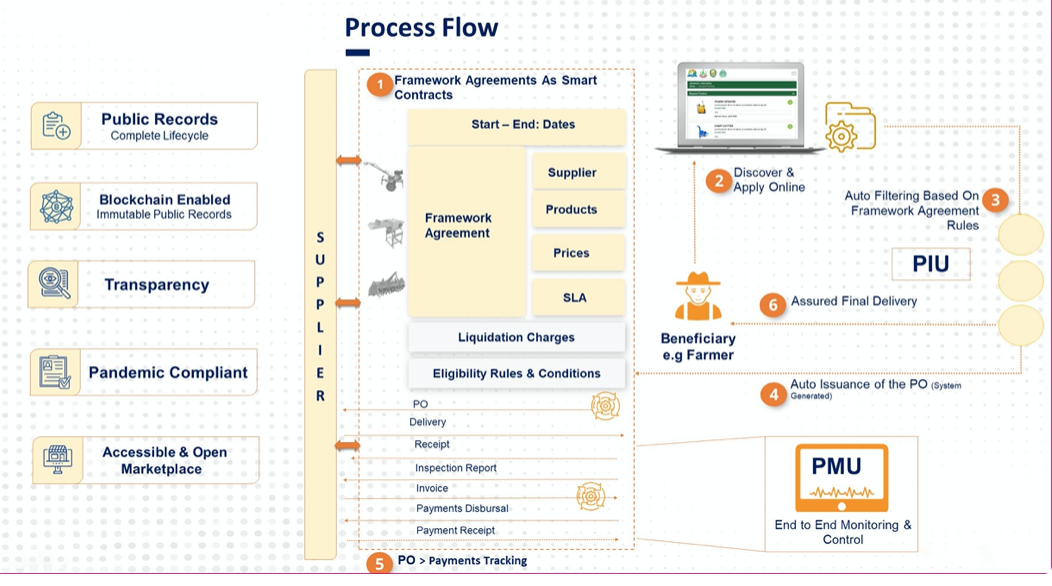 Process Flow
Public Records
Complete Lifecycle
Blockchain Enabled
Immutable Public Records
Transparency
Pandemic Compliant
Accessible & Open
Marketplace
S
U
P
P
L
I
E
R
1
Framework Agreements As Smart
Contracts
Start – End: Dates
Framework
Agreement
Supplier
Products
Prices
SLA
Liquidation Charges
Eligibility Rules & Conditions
PO
Delivery
Receipt
Inspection Report
Invoice
Payments Disbursal
Payment Receipt
5
PO > Payments Tracking
2
Discover &
Apply Online
3
Auto Filtering Based On
Framework Agreement
Rules
PIU
6
Assured Final Delivery
Beneficiary
e.g Farmer
4
Auto Issuance of the PO (System
Generated)
PMU
End to End Monitoring &
Control